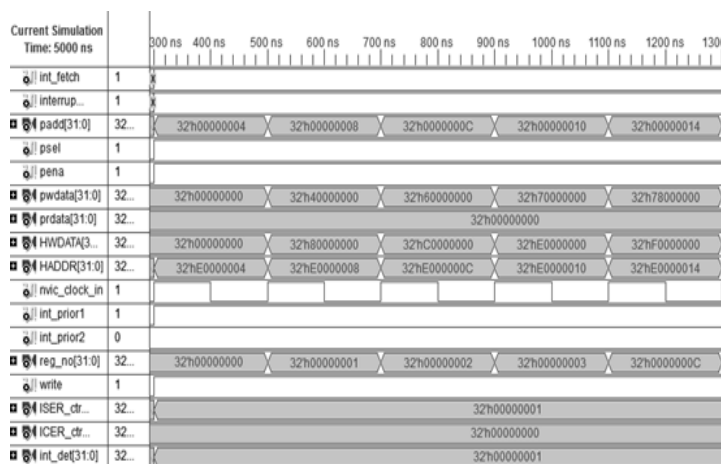 Current Simulation
Time: 5000 ns
300 ns 400 ns 500 ns 600 ns 700 ns 800 ns 900 ns 1000 ns 1100 ns 1200 ns 130
int_fetch 1
interrup... 1
padd[31:0] 32... 32'h00000004 32'h00000008 32'h0000000C 32'h00000010 32'h00000014
psel 1
pena 1
pwdata[31:0] 32... 32'h00000000 32'h40000000 32'h60000000 32'h70000000 32'h78000000
prdata[31:0] 32... 32'h00000000
HWDATA[3... 32... 32'h00000000 32'h80000000 32'hC0000000 32'hE0000000 32'hF0000000
HADDR[31:0] 32... 32'hE0000004 32'hE0000008 32'hE000000C 32'hE0000010 32'hE0000014
nvic_clock_in 1
int_prior1 1
int_prior2 0
reg_no[31:0] 32... 32'h00000000 32'h00000001 32'h00000002 32'h00000003 32'h0000000C
write 1
ISER_ctr... 32... 32'h00000001
ICER_ctr... 32... 32'h00000000
int_det[31:0] 32... 32'h00000001